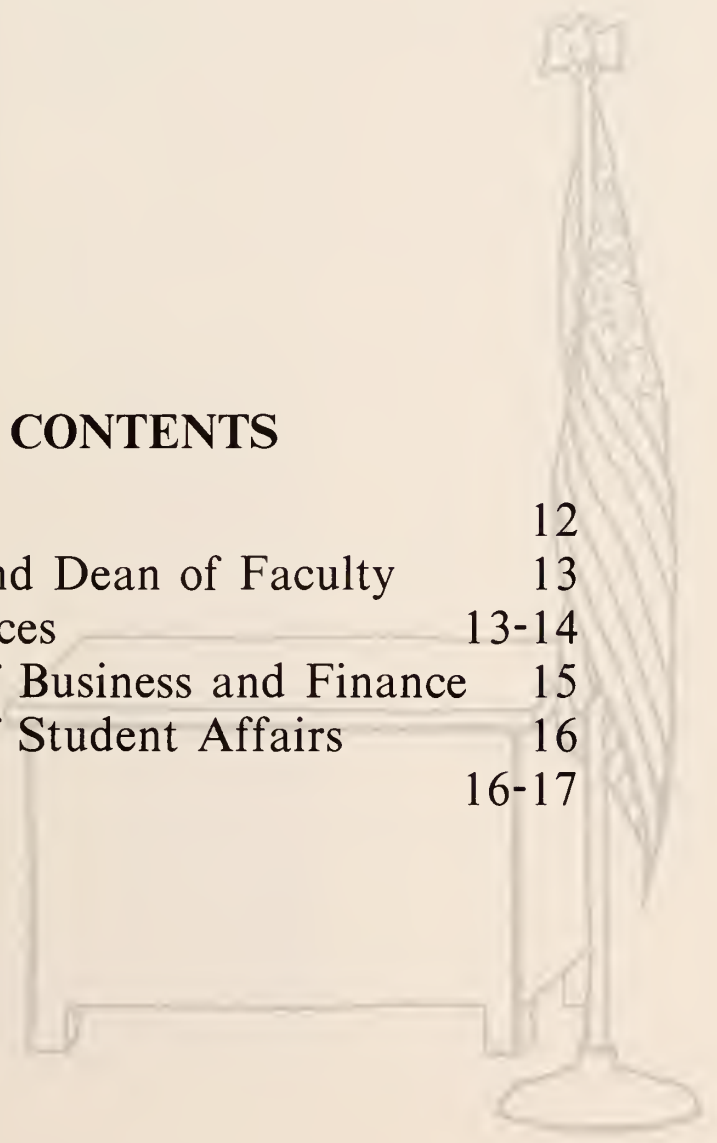 CONTENTS
12
nd Dean of Faculty 13
ces 13-14
Business and Finance 15
Student Affairs 16
16-17